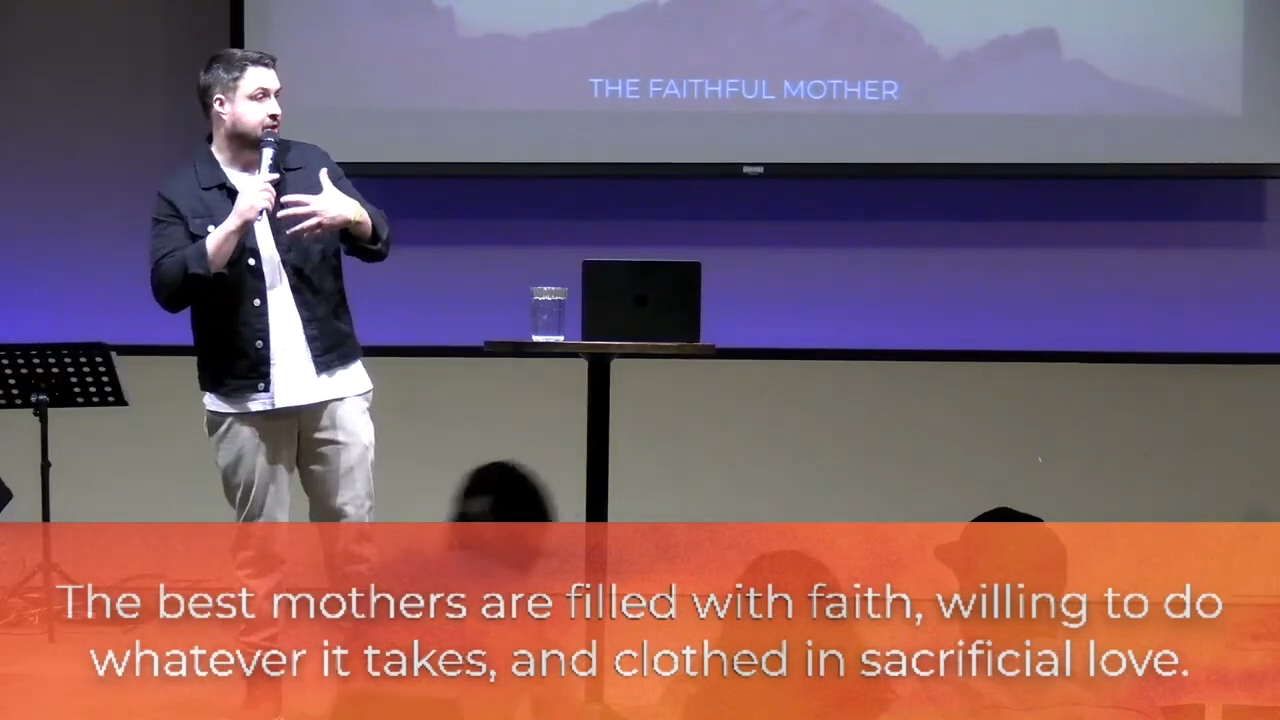 THE FAITHFUL MOTHER
The best mothers are filled with faith, willing to do
whatever it takes, and clothed in sacrificial love.